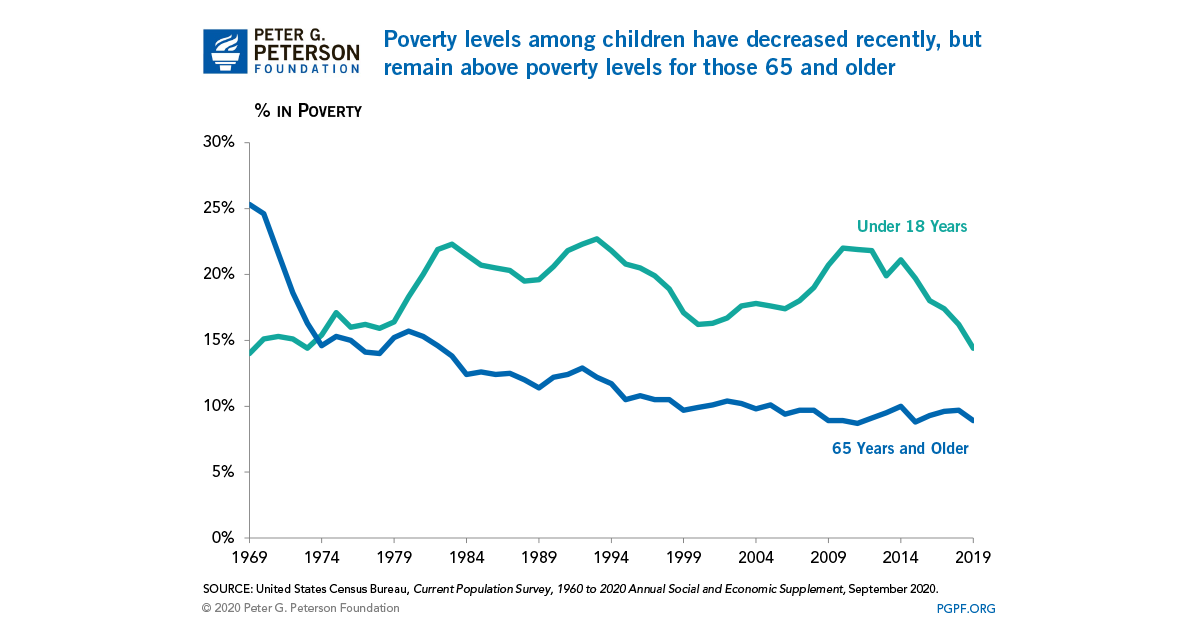 PETER G.
PETERSON
FOUNDATION
Poverty levels among children have decreased recently, but
remain above poverty levels for those 65 and older
% IN POVERTY
30%
25%
20%
15%
10%
5%
0%
Under 18 Years
65 Years and Older
1969 1974 1979 1984 1989 1994 1999 2004 2009 2014 2019
SOURCE: United States Census Bureau, Current Population Survey, 1960 to 2020 Annual Social and Economic Supplement, September 2020.
© 2020 Peter G. Peterson Foundation
PGPF.ORG